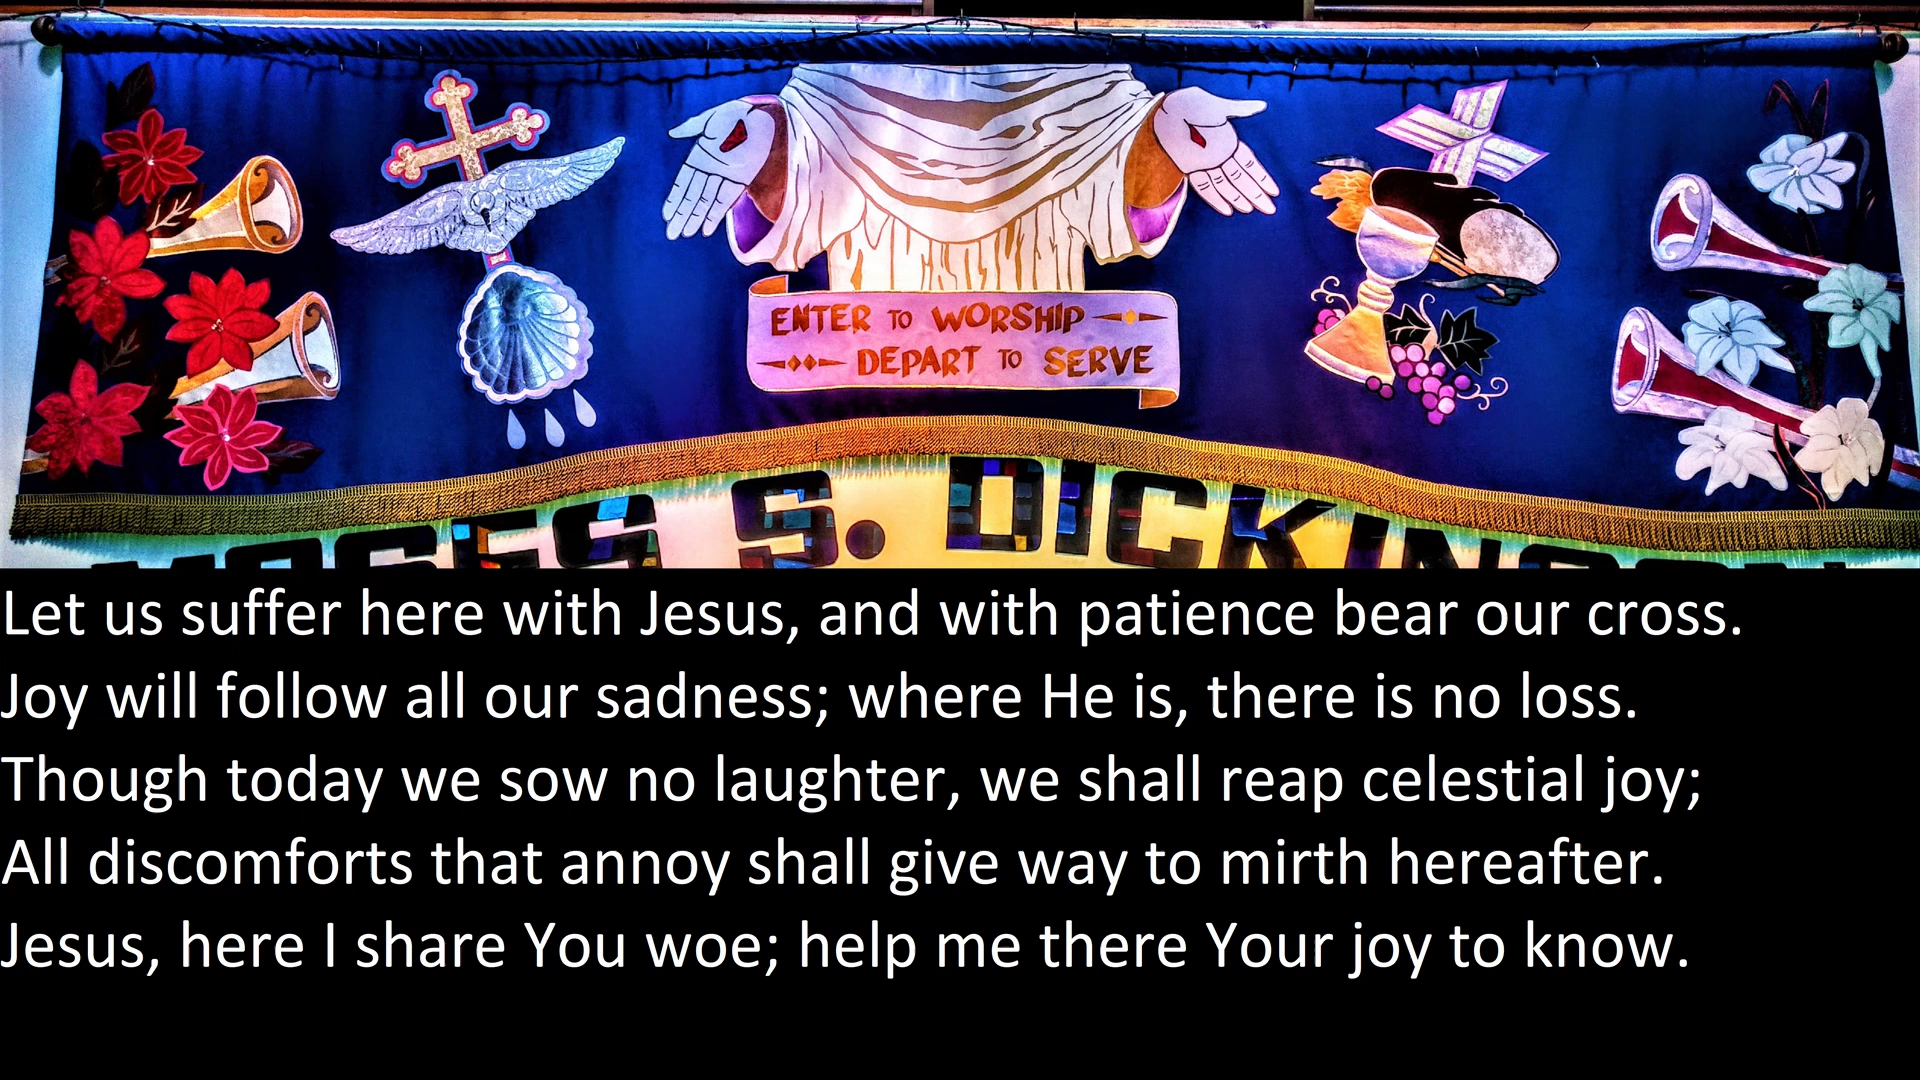 ENTER TO WORSHIP
DEPART TO SERVE
MOSES S. DICKINSON
Let us suffer here with Jesus, and with patience bear our cross.
Joy will follow all our sadness; where He is, there is no loss.
Though today we sow no laughter, we shall reap celestial joy;
All discomforts that annoy shall give way to mirth hereafter.
Jesus, here I share You woe; help me there Your joy to know.